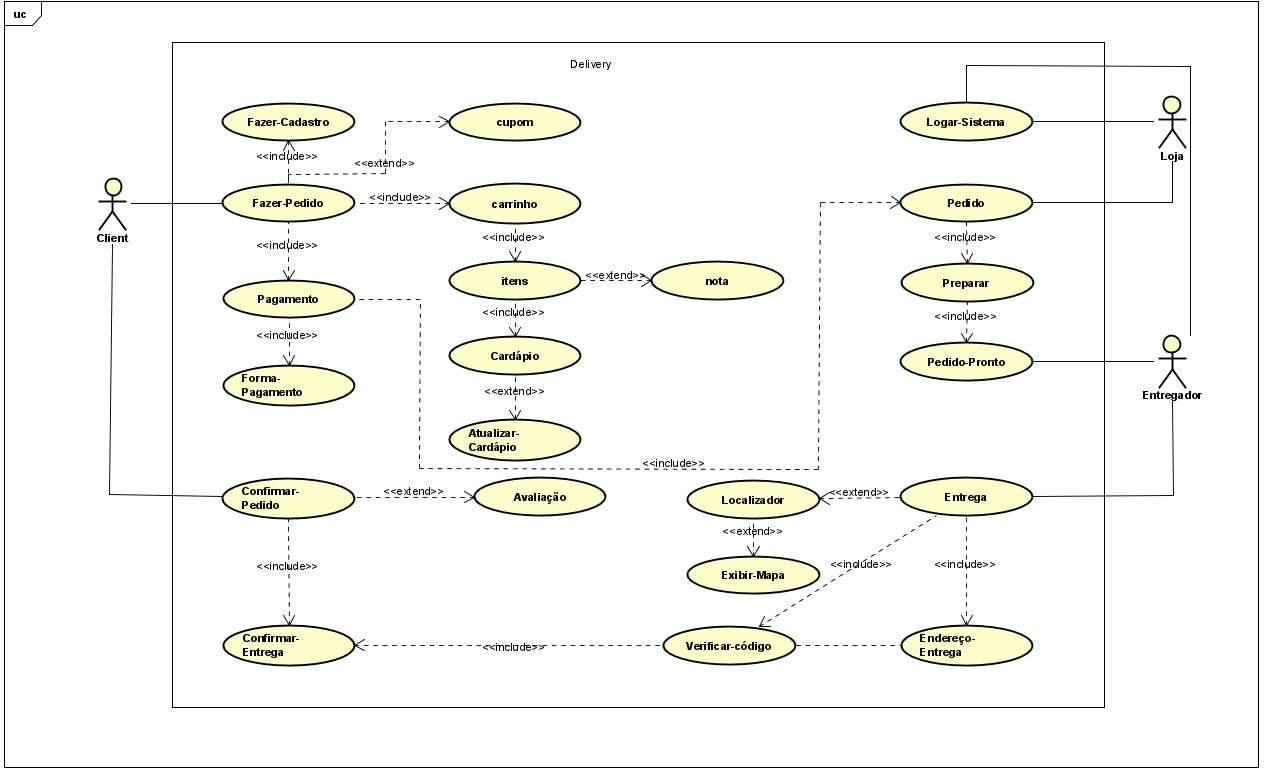 uc
Delivery
Fazer-Cadastro
cupom
Logar-Sistema
Loja
<<include>>
<<extend>>
Client
Fazer-Pedido
<<include>>
carrinho
Pedido
<<include>>
<<include>>
<<include>>
itens
<<extend>>
nota
Preparar
Pagamento
<<include>>
<<include>>
<<include>>
Cardápio
Pedido-Pronto
Entregador
Forma-
Pagamento
<<extend>>
Atualizar-
Cardápio
<<include>>
Confirmar-
Pedido
<<extend>>
Avaliação
Localizador
<<extend>>
Entrega
<<extend>>
<<include>>
<<include>>
<<include>>
Exibir-Mapa
Confirmar-
Entrega
<<include>>
Verificar-código
Endereço-
Entrega